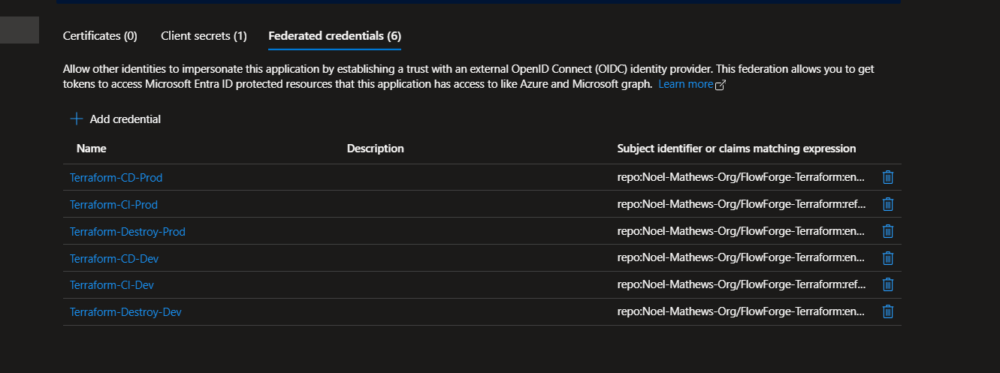 Certificates (0) Client secrets (1) Federated credentials (6)
Allow other identities to impersonate this application by establishing a trust with an external OpenID Connect (OIDC) identity provider. This federation allows you to get
tokens to access Microsoft Entra ID protected resources that this application has access to like Azure and Microsoft graph. Learn more
Add credential
Name Description Subject identifier or claims matching expression
Terraform-CD-Prod repo:Noel-Mathews-Org/FlowForge-Terraform:en...
Terraform-CI-Prod repo:Noel-Mathews-Org/FlowForge-Terraform:ref...
Terraform-Destroy-Prod repo:Noel-Mathews-Org/FlowForge-Terraform:en...
Terraform-CD-Dev repo:Noel-Mathews-Org/FlowForge-Terraform:en...
Terraform-CI-Dev repo:Noel-Mathews-Org/FlowForge-Terraform:ref...
Terraform-Destroy-Dev repo:Noel-Mathews-Org/FlowForge-Terraform:en...